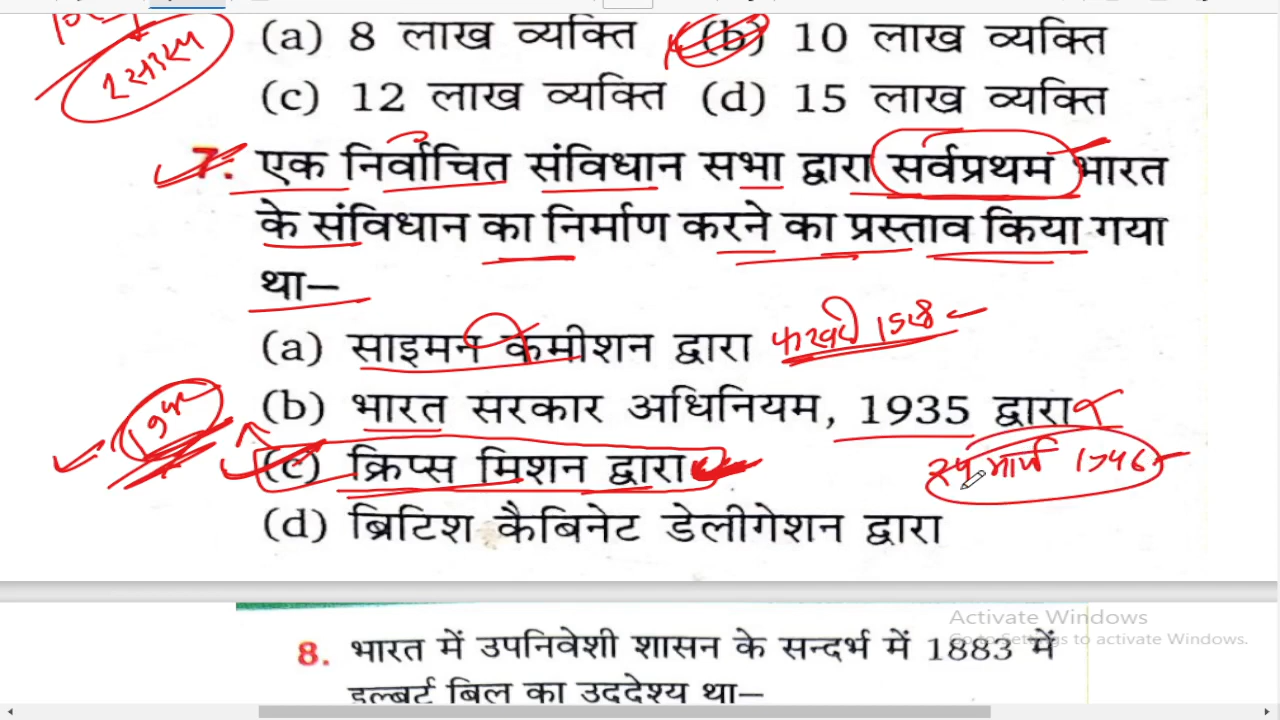 (a) 8 लाख व्यक्ति (b) 10 लाख व्यक्ति
(c) 12 लाख व्यक्ति (d) 15 लाख व्यक्ति
7. एक निर्वाचित संविधान सभा द्वारा सर्वप्रथम भारत
के संविधान का निर्माण करने का प्रस्ताव किया गया
था–
(a) साइमन कमीशन द्वारा
(b) भारत सरकार अधिनियम, 1935 द्वारा
(c) क्रिप्स मिशन द्वारा
(d) ब्रिटिश कैबिनेट डेलीगेशन द्वारा
Activate Windows
Go to Settings to activate Windows.
8. भारत में उपनिवेशी शासन के सन्दर्भ में 1883 में
इल्बर्ट बिल का उद्देश्य था–